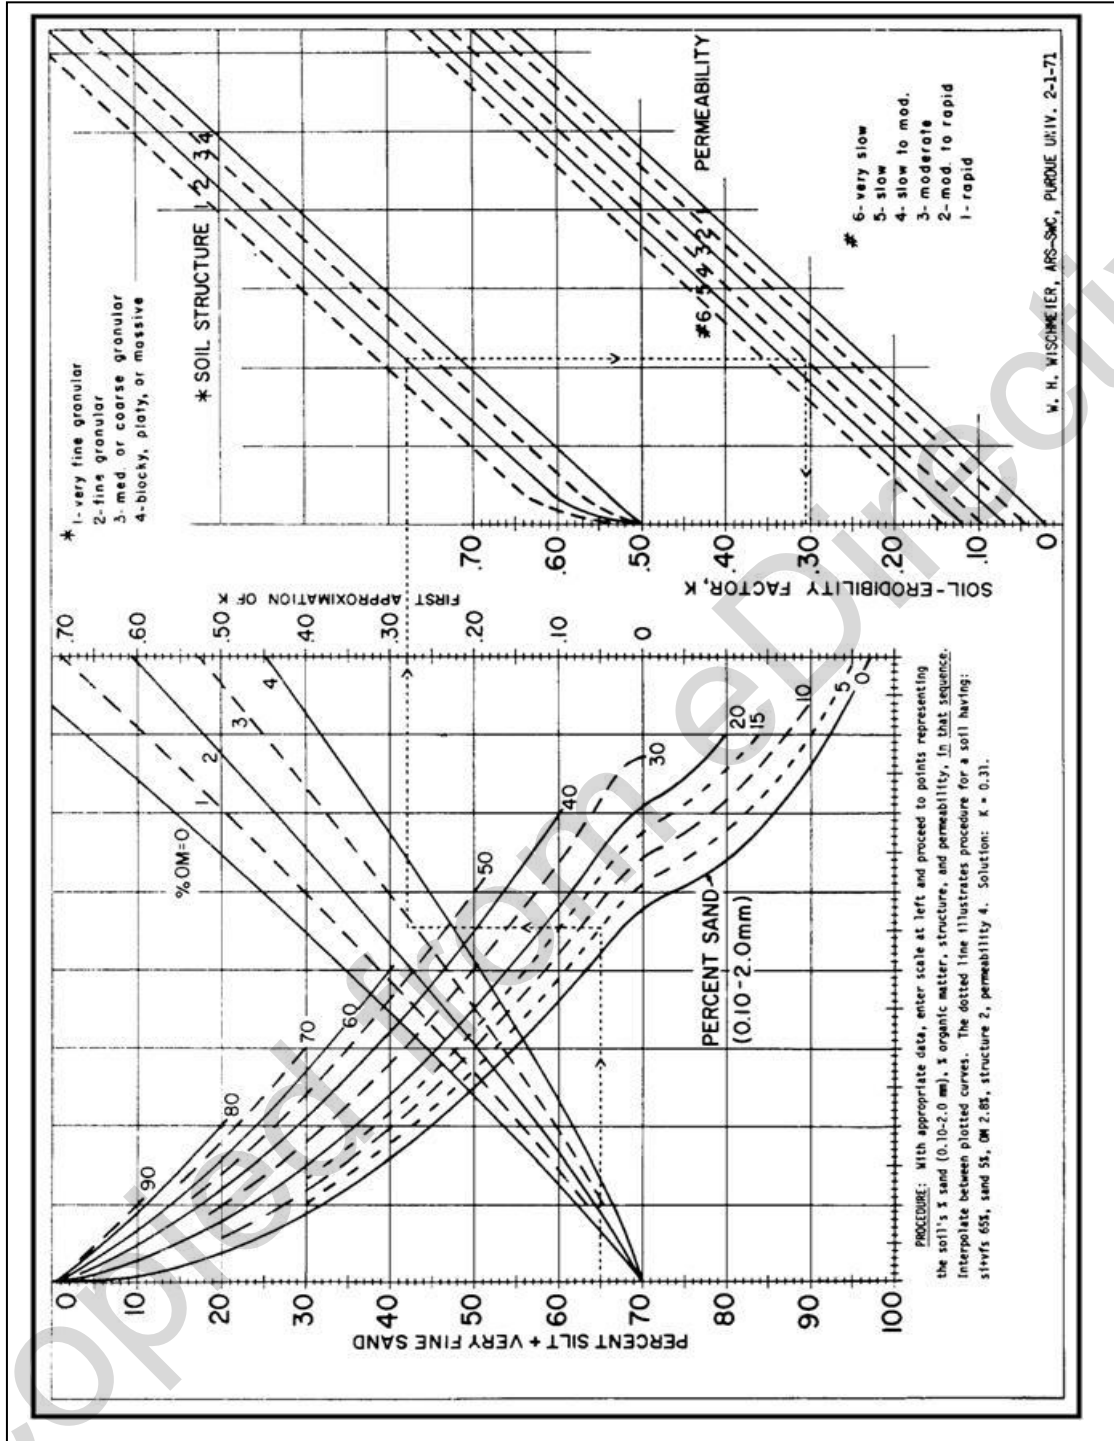 PERCENT SILT + VERY FINE SAND
0
10
20
30
40
50
60
70
80
90
100
90
80
70
60
50
40
30
20
15
10
5
0
PERCENT SAND
(0.10-2.0mm)
%OM=0
1
2
3
4
FIRST APPROXIMATION OF K
.70
.60
.50
.40
.30
.20
.10
0
* 1- very fine granular
2- fine granular
3- med. or coarse granular
4-blocky, platy, or massive
* SOIL STRUCTURE 1 2 3 4
SOIL-ERODIBILITY FACTOR, K
.70
.60
.50
.40
.30
.20
.10
0
#6 5 4 3 2 1
PERMEABILITY
# 6- very slow
5- slow
4- slow to mod.
3- moderate
2- mod. to rapid
1- rapid
PROCEDURE: With appropriate data, enter scale at left and proceed to points representing
the soil's % sand (0.10-2.0 mm), % organic matter, structure, and permeability, in that sequence.
Interpolate between plotted curves. The dotted line illustrates procedure for a soil having:
si+vfs 65%, sand 5%, OM 2.8%, structure 2, permeability 4. Solution: K = 0.31.
W. H. WISCHMEIER, ARS-SWC, PURDUE UNIV. 2-1-71
opied from eDirectiv